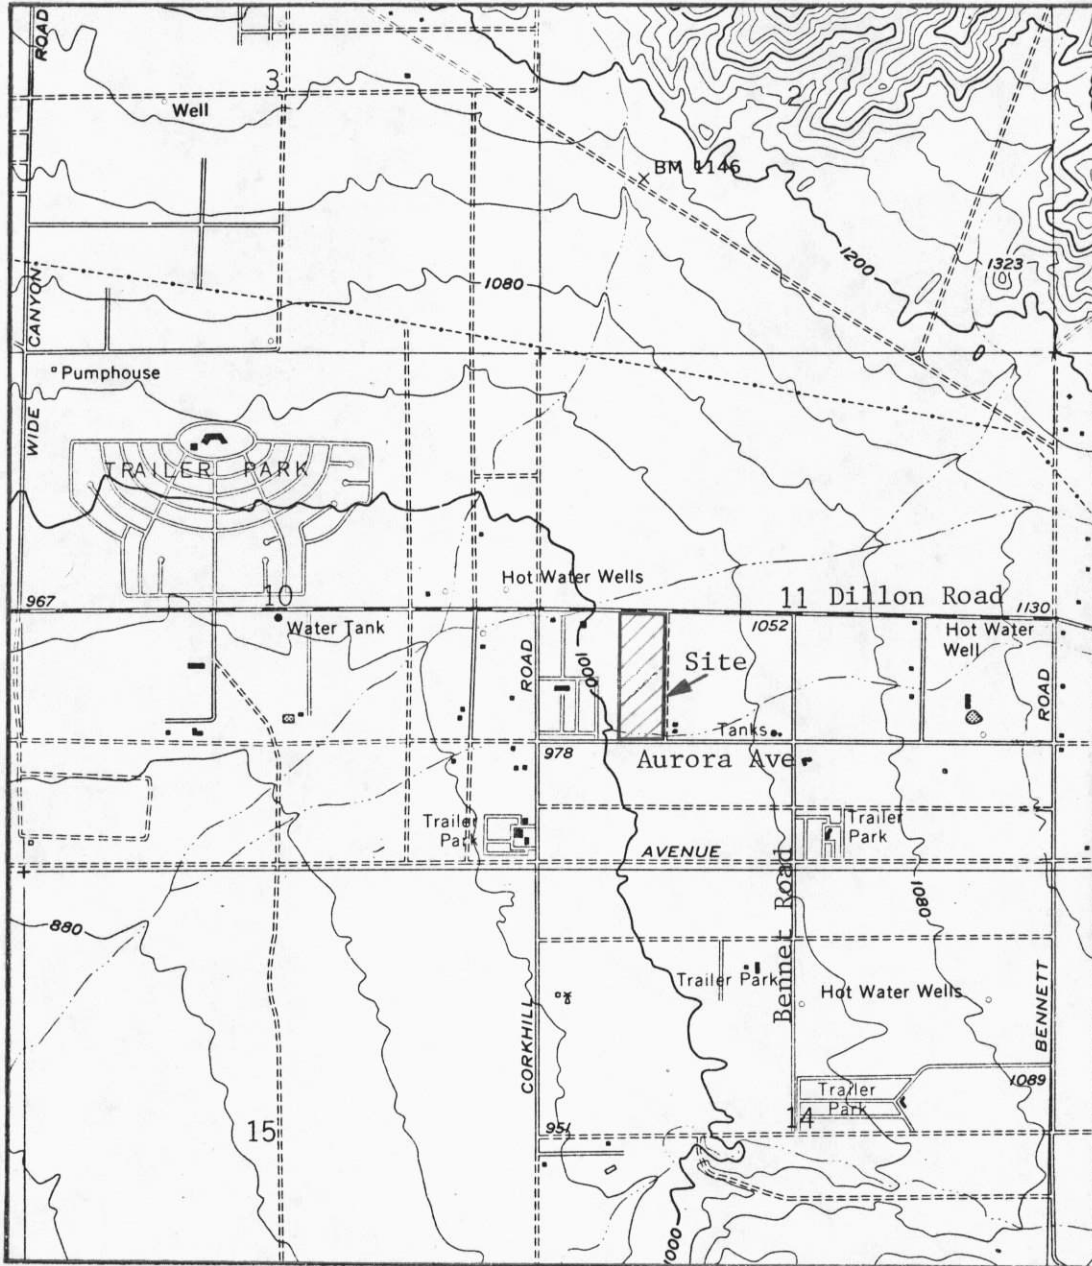 ROAD
3
2
Well
BM 1146
1200
1323
CANYON
1080
Pumphouse
WIDE
TRAILER PARK
Hot Water Wells
967
10
11 Dillon Road
1130
Water Tank
1052
Hot Water
Well
ROAD
1000
Site
ROAD
Tanks
978
Aurora Ave
Trailer
Park
Trailer
Park
AVENUE
1080
880
Bennet Road
Trailer Park
Hot Water Wells
CORKHILL
BENNETT
1089
Trailer
Park
15
951
14
1000